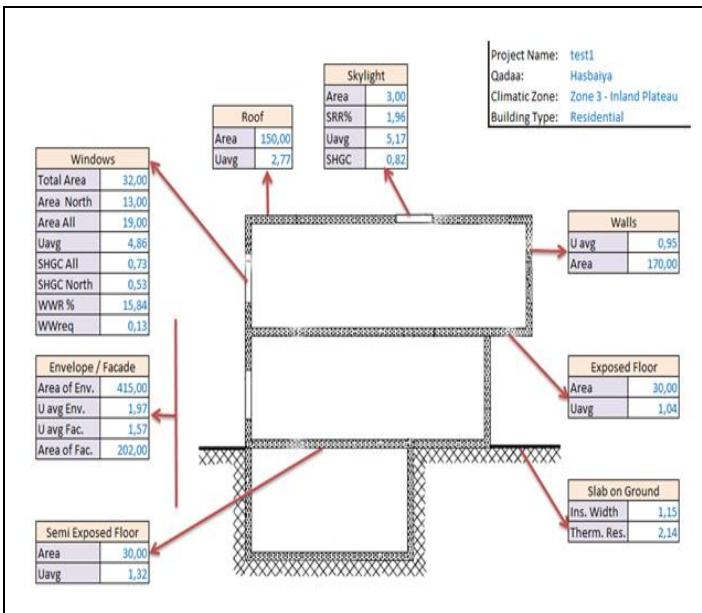 Project Name: test1
Qadaa: Hasbaiya
Climatic Zone: Zone 3 - Inland Plateau
Building Type: Residential
Skylight
Area 3,00
SRR% 1,96
Uavg 5,17
SHGC 0,82
Roof
Area 150,00
Uavg 2,77
Windows
Total Area 32,00
Area North 13,00
Area All 19,00
Uavg 4,86
SHGC All 0,73
SHGC North 0,53
WWR % 15,84
WWreq 0,13
Walls
U avg 0,95
Area 170,00
Envelope / Facade
Area of Env. 415,00
U avg Env. 1,97
U avg Fac. 1,57
Area of Fac. 202,00
Exposed Floor
Area 30,00
Uavg 1,04
Slab on Ground
Ins. Width 1,15
Therm. Res. 2,14
Semi Exposed Floor
Area 30,00
Uavg 1,32